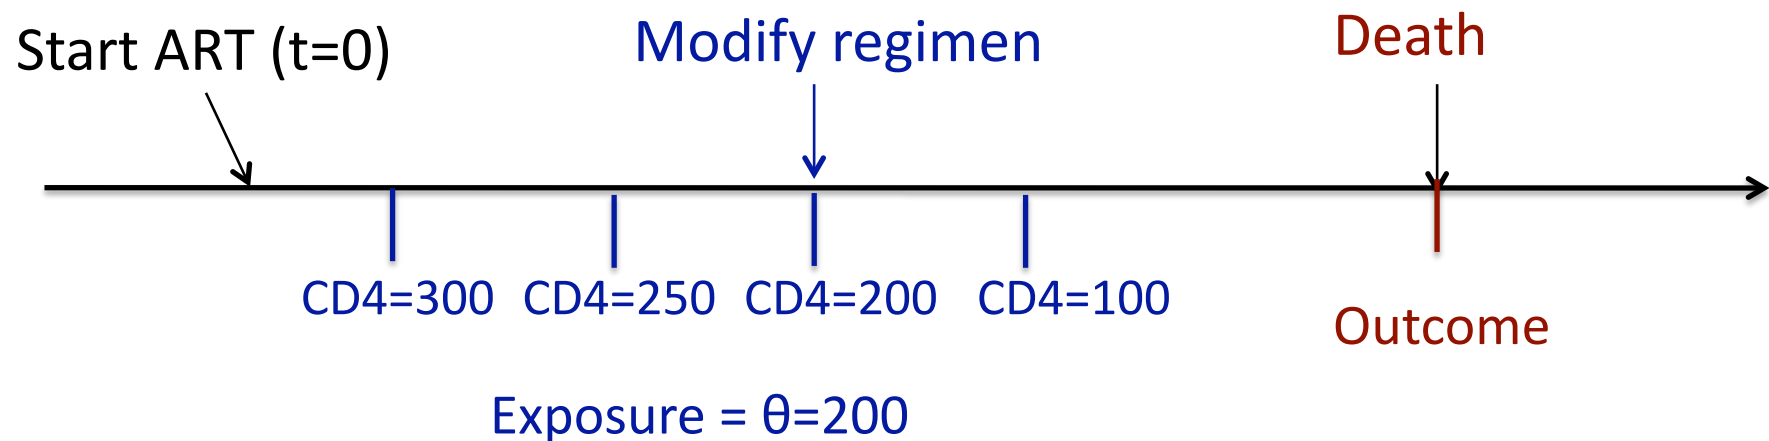 Start ART (t=0)
Modify regimen
Death
CD4=300
CD4=250
CD4=200
CD4=100
Outcome
Exposure = θ=200